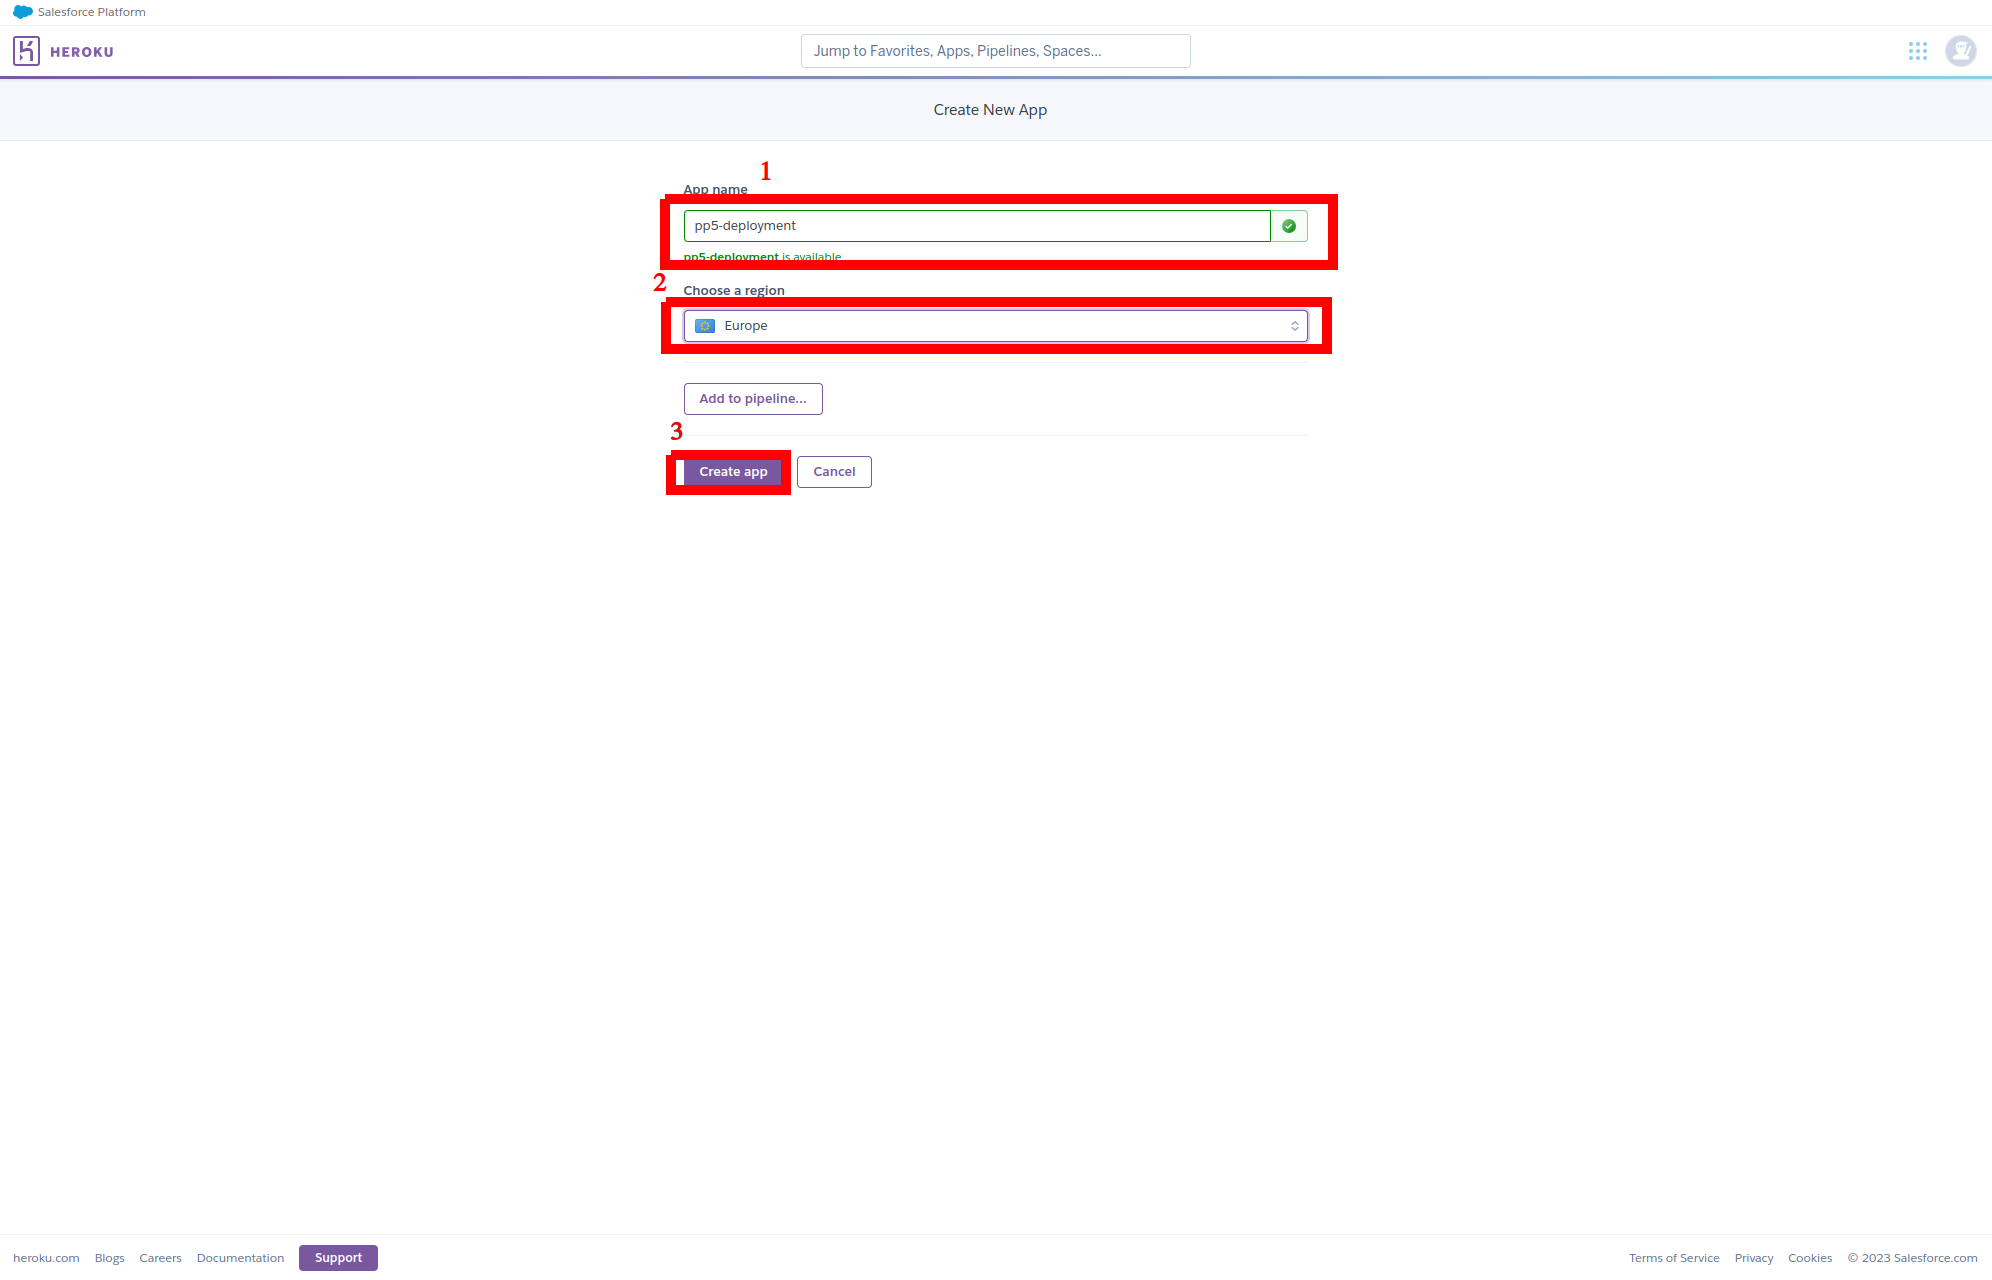 Salesforce Platform
HEROKU
Jump to Favorites, Apps, Pipelines, Spaces...
Create New App
1
App name
pp5-deployment
pp5-deployment is available
2
Choose a region
Europe
Add to pipeline...
3
Create app
Cancel
heroku.com Blogs Careers Documentation Support
Terms of Service Privacy Cookies © 2023 Salesforce.com